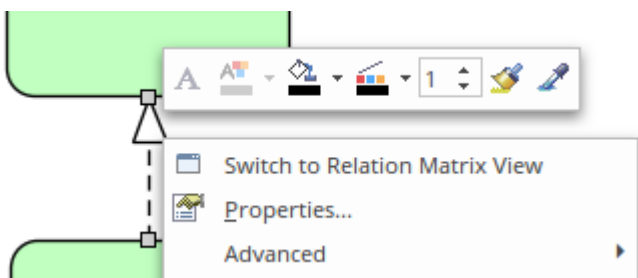 A A 1
Switch to Relation Matrix View
Properties...
Advanced